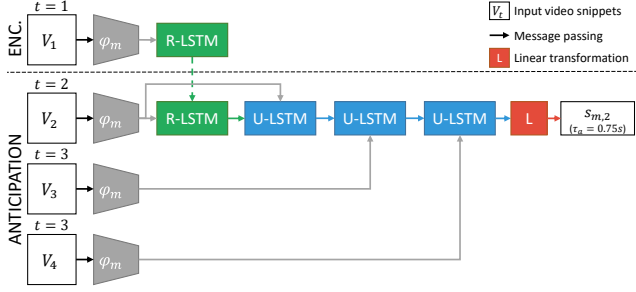 t = 1
V₁
φₘ
R-LSTM
ENC.
Vₜ Input video snippets
Message passing
L Linear transformation
t = 2
V₂
φₘ
R-LSTM
U-LSTM
U-LSTM
U-LSTM
L
sₘ,₂
(τₐ = 0.75s)
ANTICIPATION
t = 3
V₃
φₘ
t = 3
V₄
φₘ